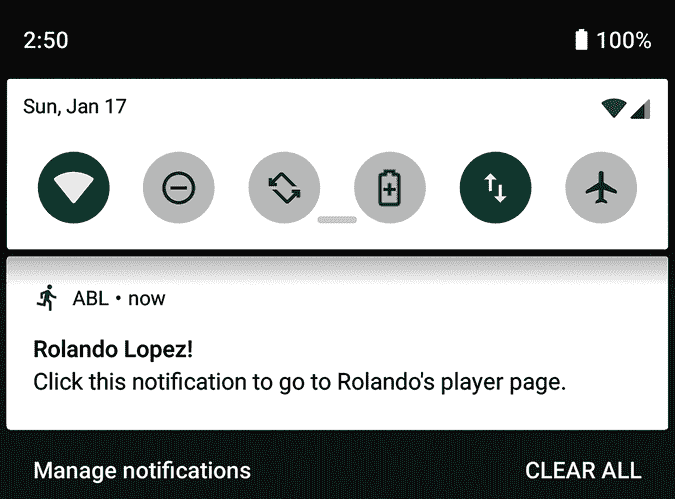 2:50 100%
Sun, Jan 17
ABL • now
Rolando Lopez!
Click this notification to go to Rolando's player page.
Manage notifications CLEAR ALL